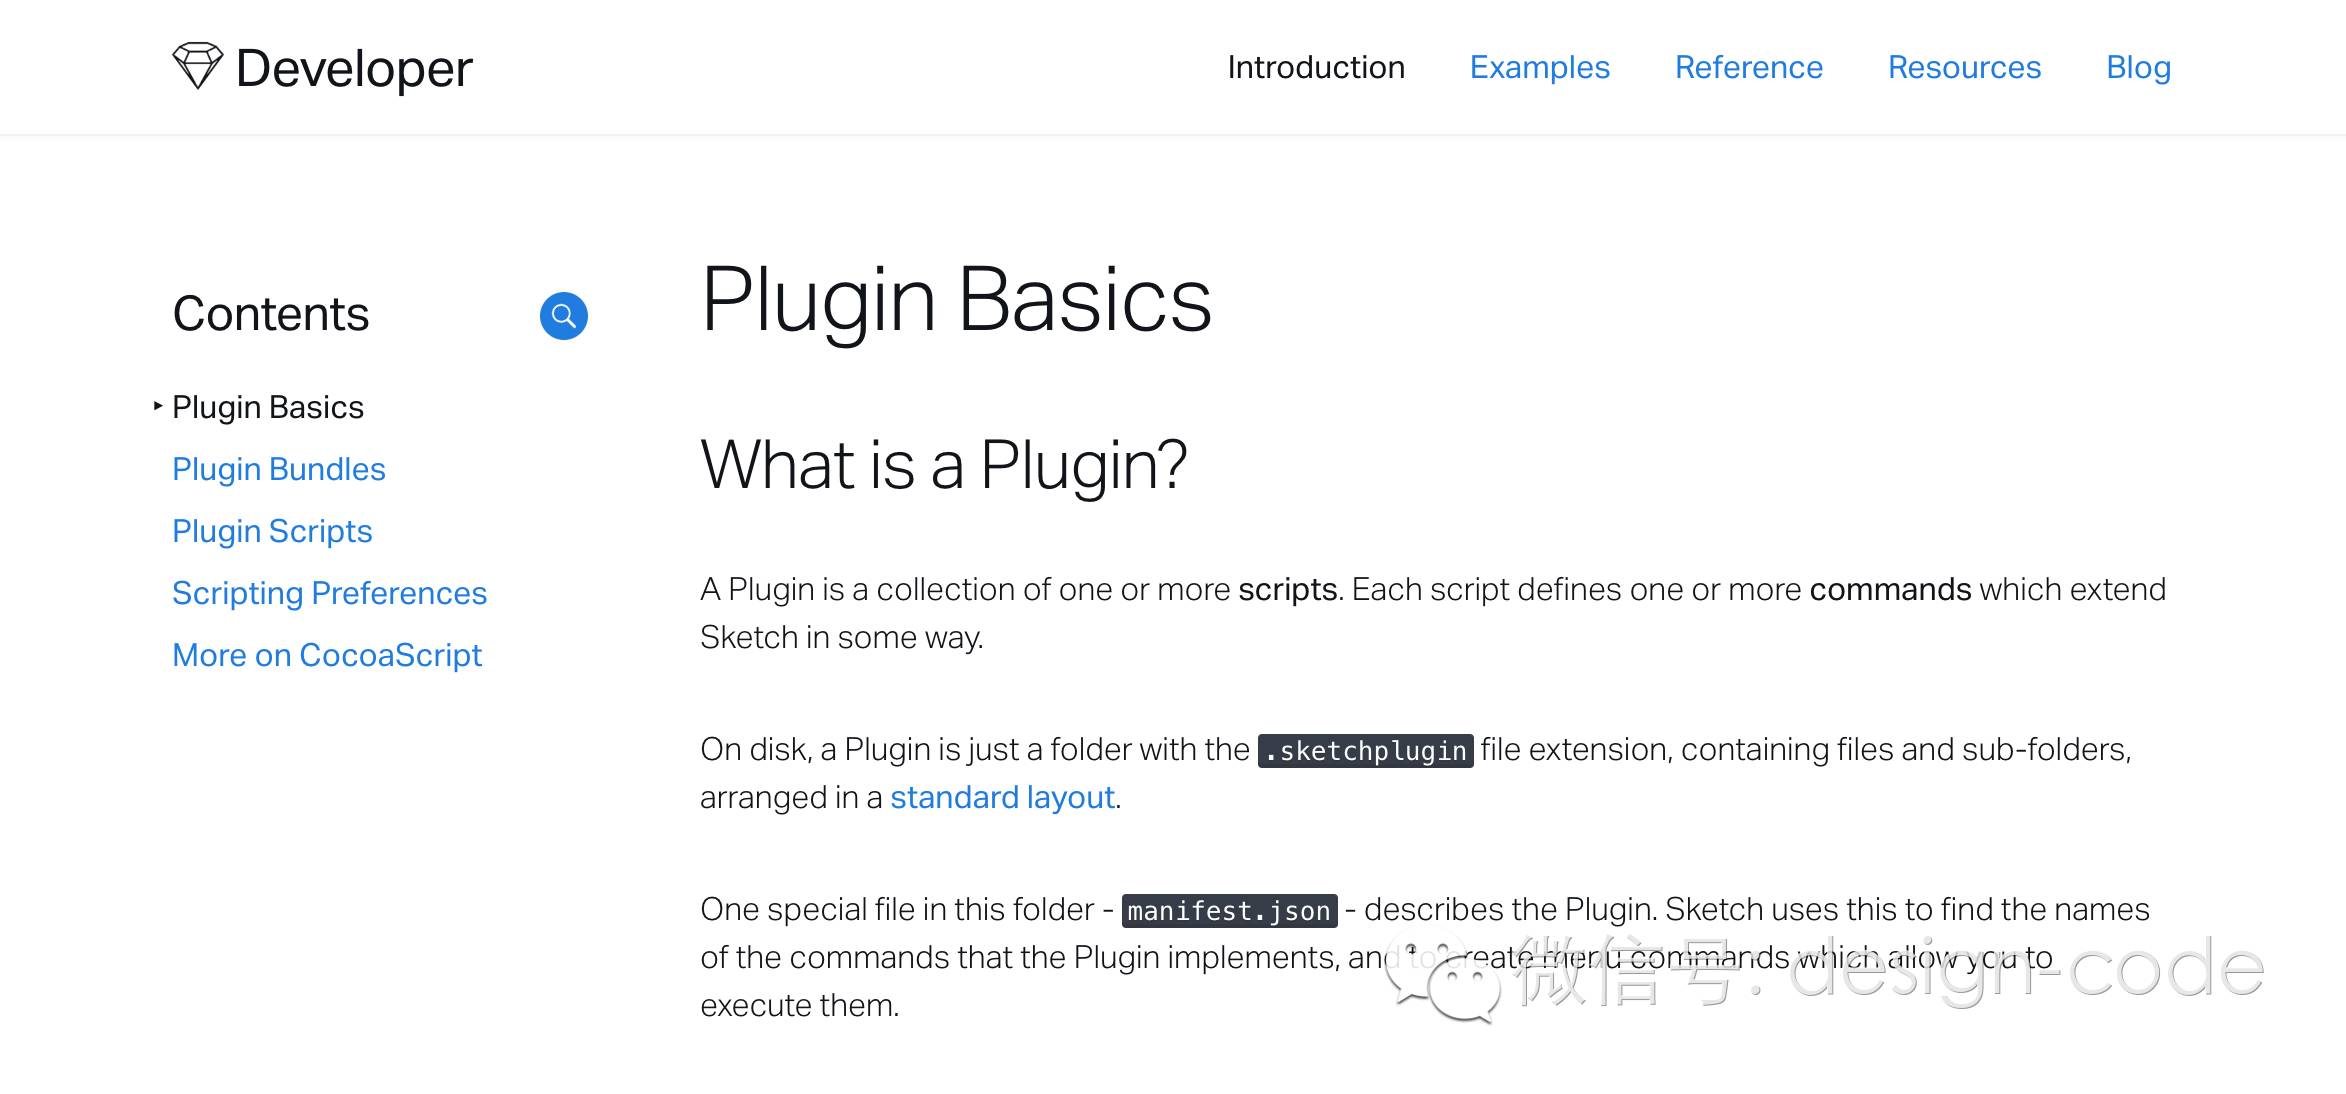 Developer
Introduction Examples Reference Resources Blog
Contents
Plugin Basics
Plugin Bundles
Plugin Scripts
Scripting Preferences
More on CocoaScript
Plugin Basics
What is a Plugin?
A Plugin is a collection of one or more scripts. Each script defines one or more commands which extend
Sketch in some way.
On disk, a Plugin is just a folder with the .sketchplugin file extension, containing files and sub-folders,
arranged in a standard layout.
One special file in this folder - manifest.json - describes the Plugin. Sketch uses this to find the names
of the commands that the Plugin implements, and to create menu commands which allow you to
execute them.
微信号: design-code